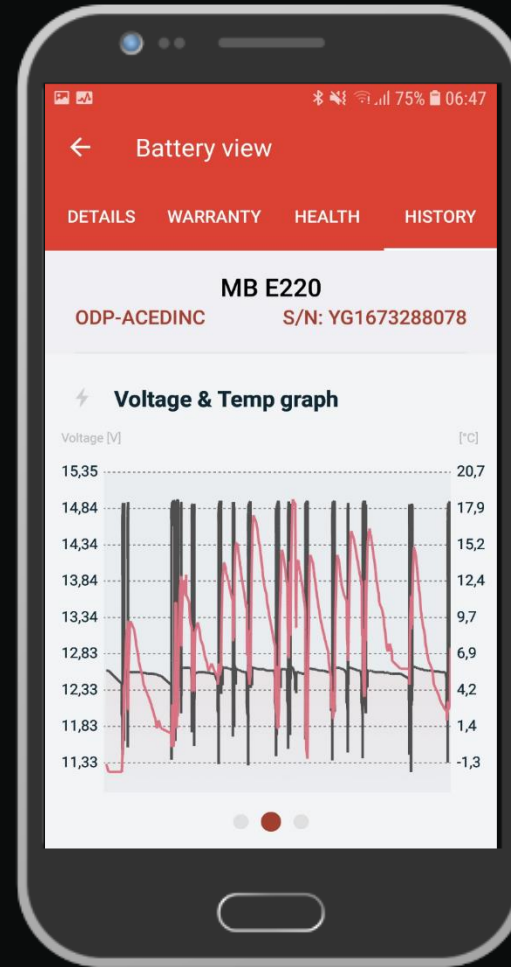 75% 06:47
Battery view
DETAILS WARRANTY HEALTH HISTORY
MB E220
ODP-ACEDINC S/N: YG1673288078
Voltage & Temp graph
Voltage [V] [°C]
15,35 20,7
14,84 17,9
14,34 15,2
13,84 12,4
13,34 9,7
12,83 6,9
12,33 4,2
11,83 1,4
11,33 -1,3